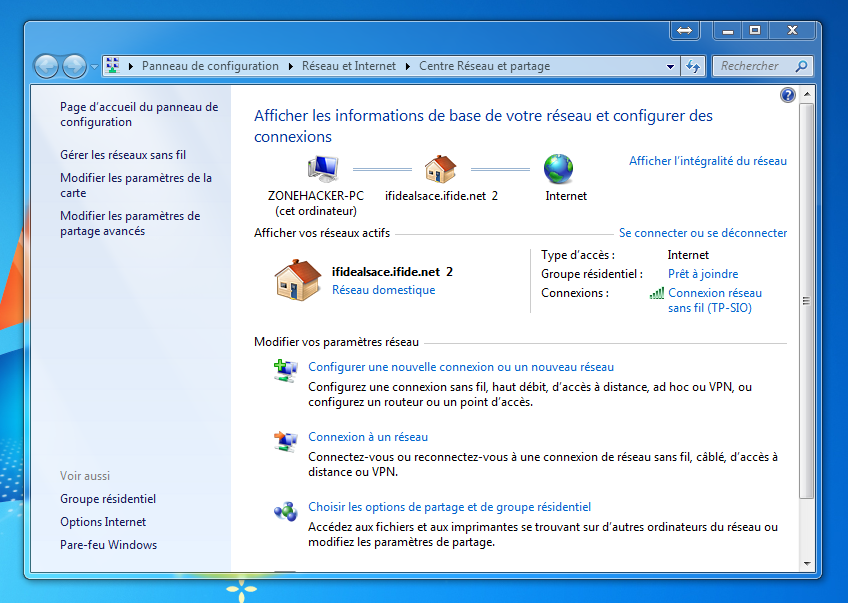 Panneau de configuration Réseau et Internet Centre Réseau et partage
Rechercher
Page d'accueil du panneau de
configuration
Gérer les réseaux sans fil
Modifier les paramètres de la
carte
Modifier les paramètres de
partage avancés
Voir aussi
Groupe résidentiel
Options Internet
Pare-feu Windows
Afficher les informations de base de votre réseau et configurer des
connexions
Afficher l'intégralité du réseau
ZONEHACKER-PC
(cet ordinateur)
ifidealsace.ifide.net 2
Internet
Afficher vos réseaux actifs
Se connecter ou se déconnecter
ifidealsace.ifide.net 2
Réseau domestique
Type d'accès : Internet
Groupe résidentiel : Prêt à joindre
Connexions : Connexion réseau
sans fil (TP-SIO)
Modifier vos paramètres réseau
Configurer une nouvelle connexion ou un nouveau réseau
Configurez une connexion sans fil, haut débit, d'accès à distance, ad hoc ou VPN, ou
configurez un routeur ou un point d'accès.
Connexion à un réseau
Connectez-vous ou reconnectez-vous à une connexion de réseau sans fil, câblé, d'accès à
distance ou VPN.
Choisir les options de partage et de groupe résidentiel
Accédez aux fichiers et aux imprimantes se trouvant sur d'autres ordinateurs du réseau ou
modifiez les paramètres de partage.